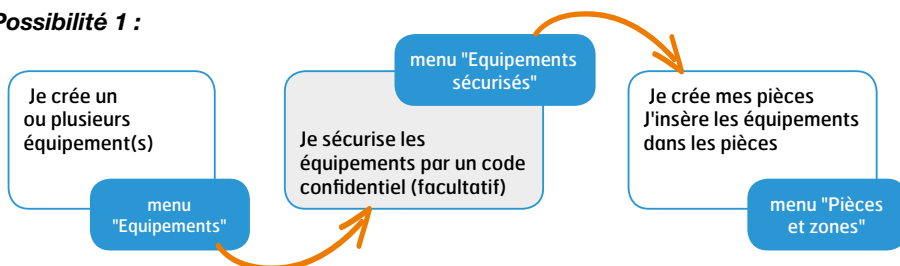 Possibilité 1 :
Je crée un
ou plusieurs
équipement(s)
menu
"Equipements"
menu "Equipements
sécurisés"
Je sécurise les
équipements par un code
confidentiel (facultatif)
Je crée mes pièces
J'insère les équipements
dans les pièces
menu "Pièces
et zones"